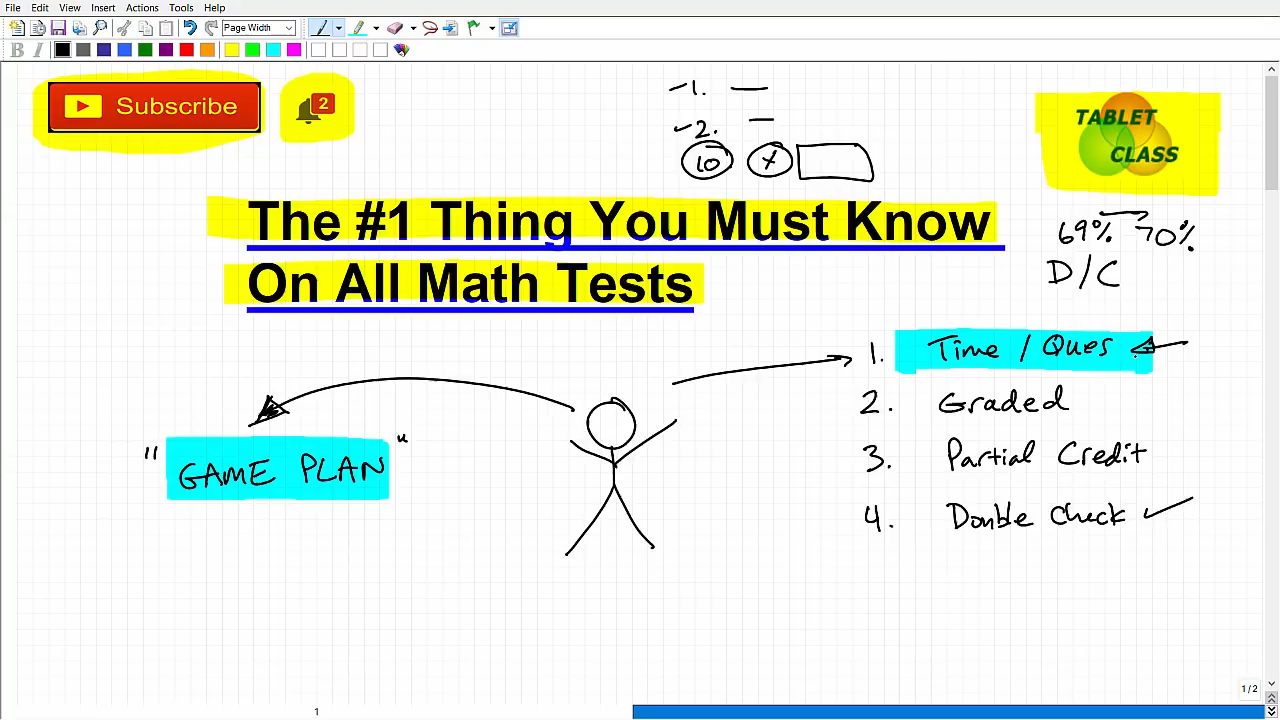 File Edit View Insert Actions Tools Help
Page Width
B I
Subscribe
2
1. —
2. —
10 +
TABLET
CLASS
The #1 Thing You Must Know
On All Math Tests
69% 70%
D/C
1. Time / Ques
2. Graded
3. Partial Credit
4. Double Check ✓
"GAME PLAN"
1/2
1